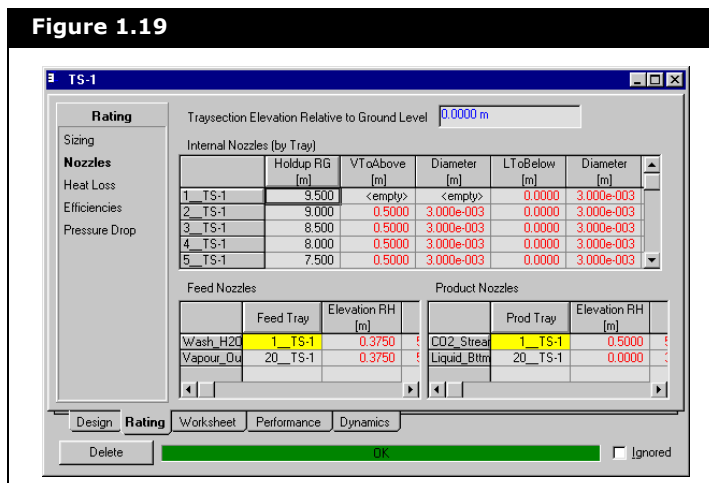 Figure 1.19
TS-1
Rating
Sizing
Nozzles
Heat Loss
Efficiencies
Pressure Drop
Traysection Elevation Relative to Ground Level 0.0000 m
Internal Nozzles (by Tray)
Holdup RG [m] VToAbove [m] Diameter [m] LToBelow [m] Diameter [m]
1__TS-1 9.500 <empty> <empty> 0.0000 3.000e-003
2__TS-1 9.000 0.5000 3.000e-003 0.0000 3.000e-003
3__TS-1 8.500 0.5000 3.000e-003 0.0000 3.000e-003
4__TS-1 8.000 0.5000 3.000e-003 0.0000 3.000e-003
5__TS-1 7.500 0.5000 3.000e-003 0.0000 3.000e-003
Feed Nozzles
Feed Tray Elevation RH [m]
Wash_H2O 1__TS-1 0.3750
Vapour_Ou 20__TS-1 0.3750
Product Nozzles
Prod Tray Elevation RH [m]
CO2_Strear 1__TS-1 0.5000
Liquid_Bttm 20__TS-1 0.0000
Design Rating Worksheet Performance Dynamics
Delete OK Ignored